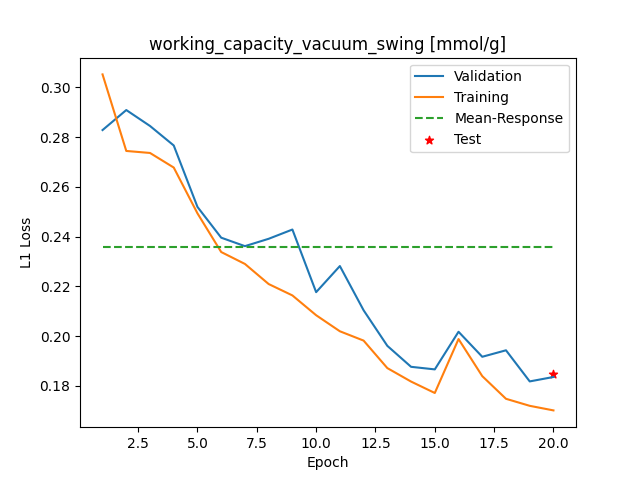 working_capacity_vacuum_swing [mmol/g]
Validation
Training
Mean-Response
Test
L1 Loss
0.30
0.28
0.26
0.24
0.22
0.20
0.18
2.5 5.0 7.5 10.0 12.5 15.0 17.5 20.0
Epoch